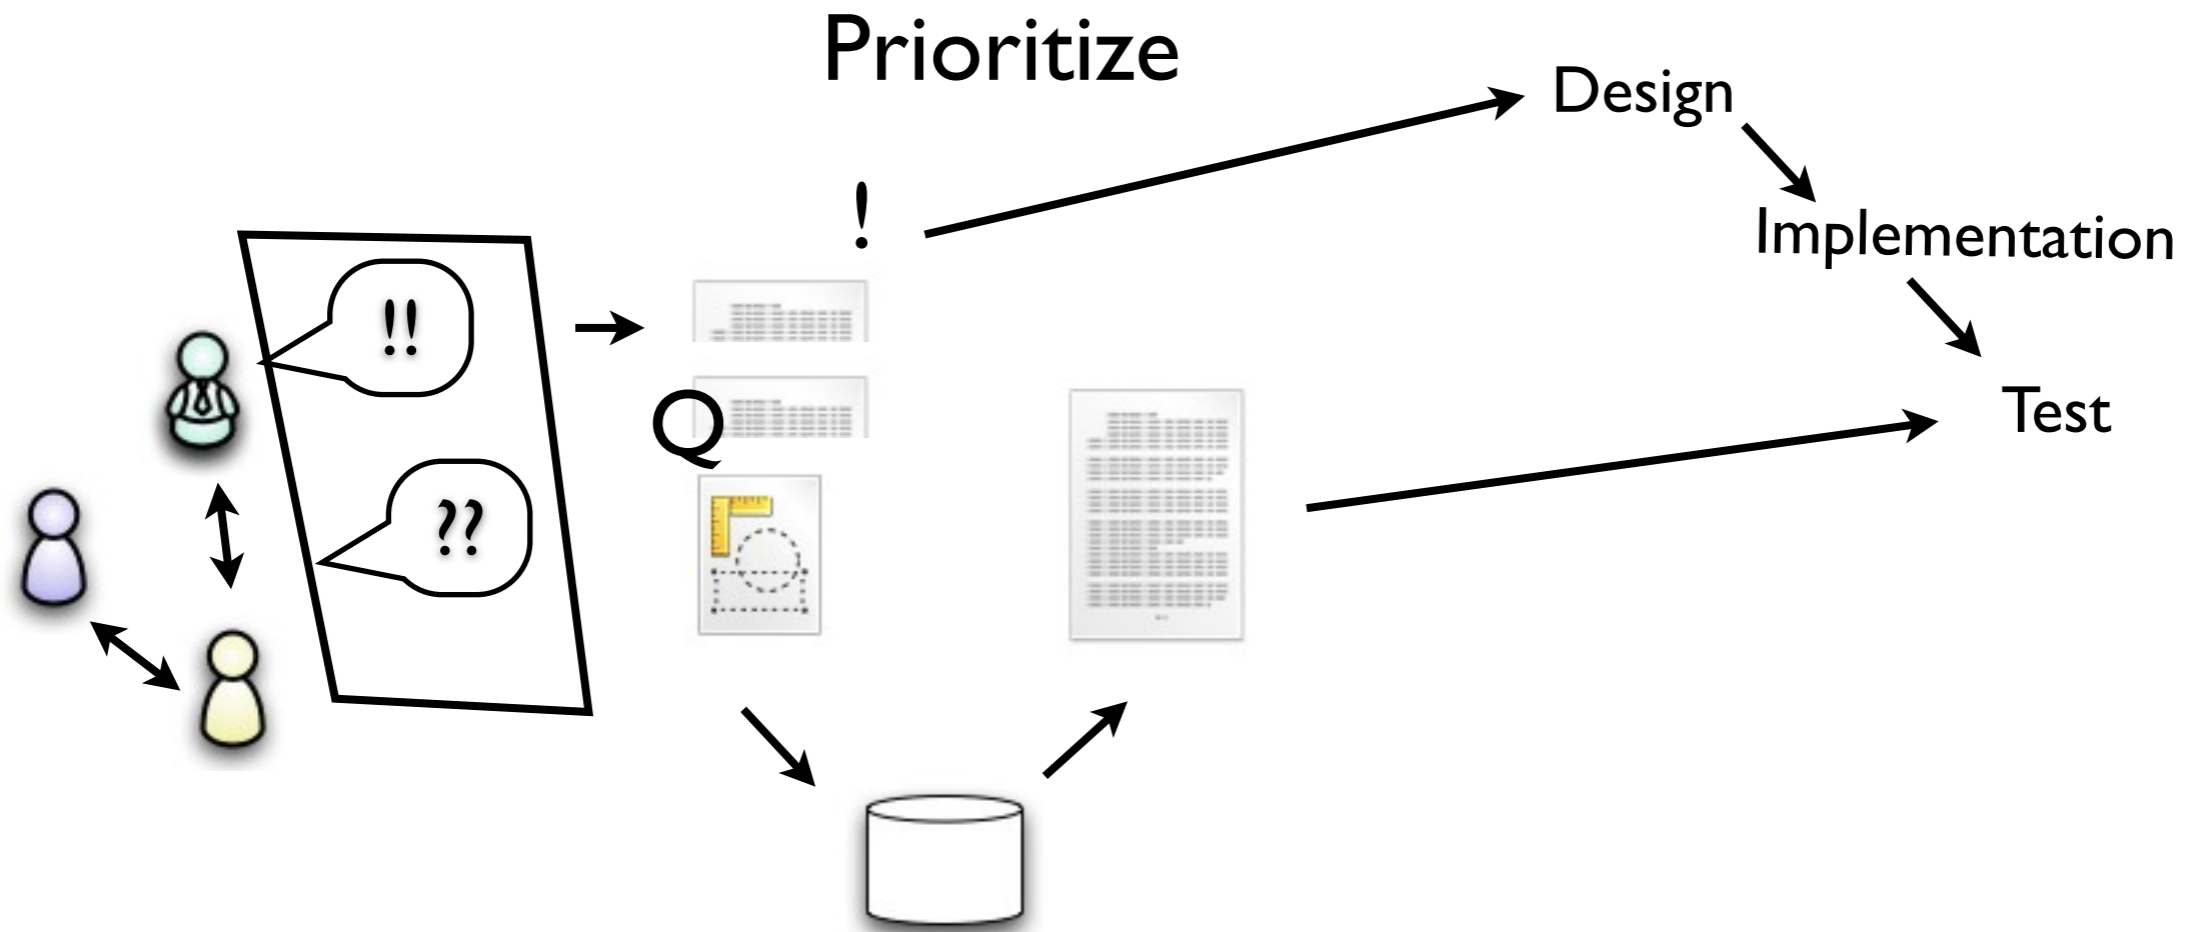 Prioritize
Design
!
Implementation
!!
Q
Test
??